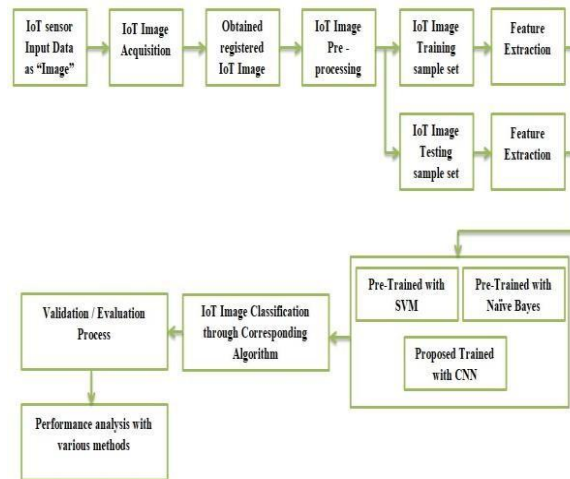 IoT sensor
Input Data
as “Image”
IoT Image
Acquisition
Obtained
registered
IoT Image
IoT Image
Pre -
processing
IoT Image
Training
sample set
Feature
Extraction
IoT Image
Testing
sample set
Feature
Extraction
Pre-Trained with
SVM
Pre-Trained with
Naïve Bayes
Proposed Trained
with CNN
IoT Image Classification
through Corresponding
Algorithm
Validation / Evaluation
Process
Performance analysis with
various methods